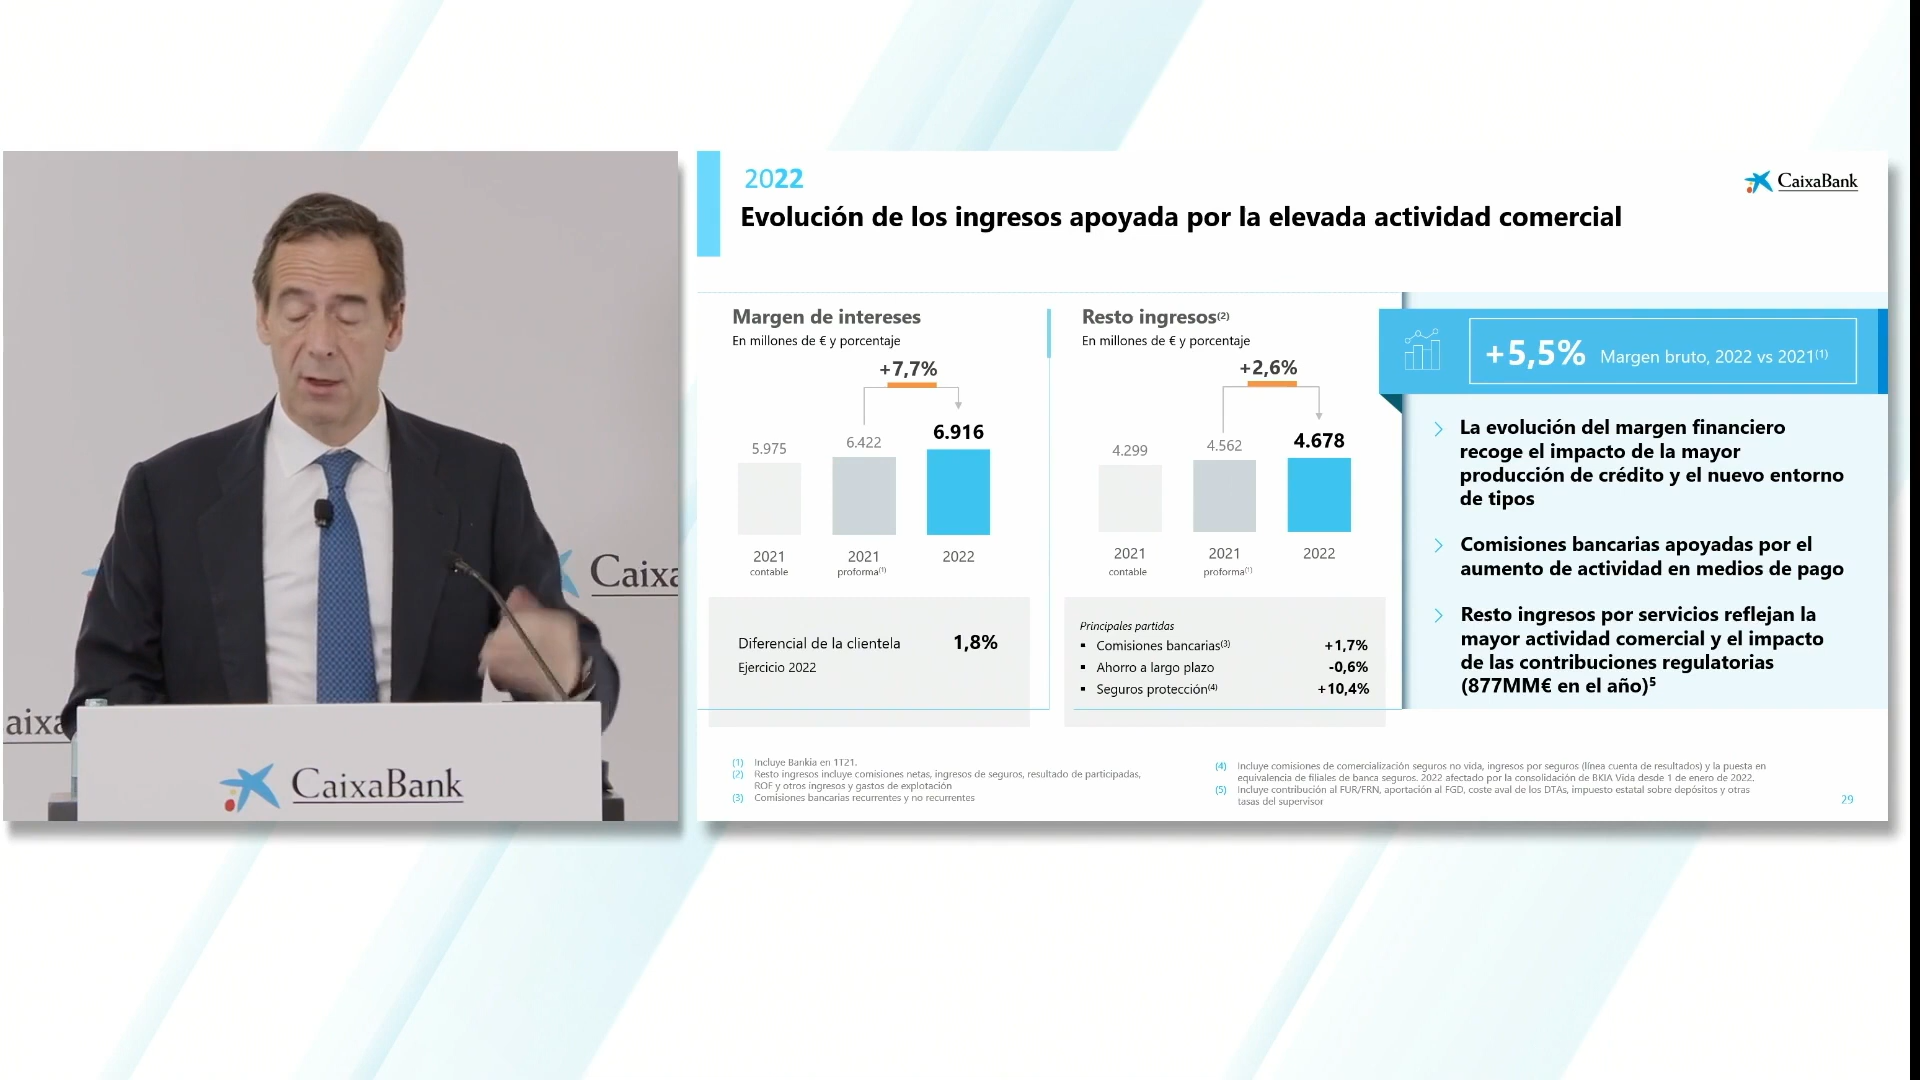 Caixa
aixa
CaixaBank
2022
CaixaBank
Evolución de los ingresos apoyada por la elevada actividad comercial
Margen de intereses
En millones de € y porcentaje
+7,7%
5.975
6.422
6.916
2021
contable
2021
proforma(1)
2022
Diferencial de la clientela 1,8%
Ejercicio 2022
Resto ingresos(2)
En millones de € y porcentaje
+2,6%
4.299
4.562
4.678
2021
contable
2021
proforma(1)
2022
Principales partidas
▪ Comisiones bancarias(3) +1,7%
▪ Ahorro a largo plazo -0,6%
▪ Seguros protección(4) +10,4%
+5,5% Margen bruto, 2022 vs 2021(1)
La evolución del margen financiero
recoge el impacto de la mayor
producción de crédito y el nuevo entorno
de tipos
Comisiones bancarias apoyadas por el
aumento de actividad en medios de pago
Resto ingresos por servicios reflejan la
mayor actividad comercial y el impacto
de las contribuciones regulatorias
(877MM€ en el año)5
(1) Incluye Bankia en 1T21.
(2) Resto ingresos incluye comisiones netas, ingresos de seguros, resultado de participadas,
ROF y otros ingresos y gastos de explotación
(3) Comisiones bancarias recurrentes y no recurrentes
(4) Incluye comisiones de comercialización seguros no vida, ingresos por seguros (línea cuenta de resultados) y la puesta en
equivalencia de filiales de banca seguros. 2022 afectado por la consolidación de BKIA Vida desde 1 de enero de 2022.
(5) Incluye contribución al FUR/FRN, aportación al FGD, coste aval de los DTAs, impuesto estatal sobre depósitos y otras
tasas del supervisor
29